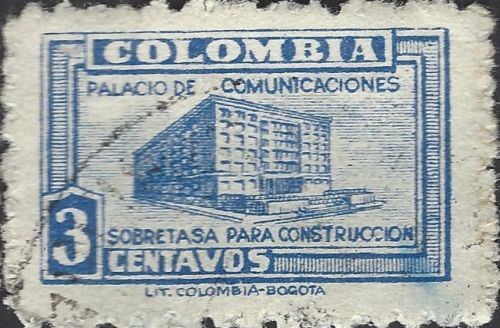 COLOMBIA
PALACIO DE COMUNICACIONES
SOBRETASA PARA CONSTRUCCION
3 CENTAVOS
LIT. COLOMBIA-BOGOTA